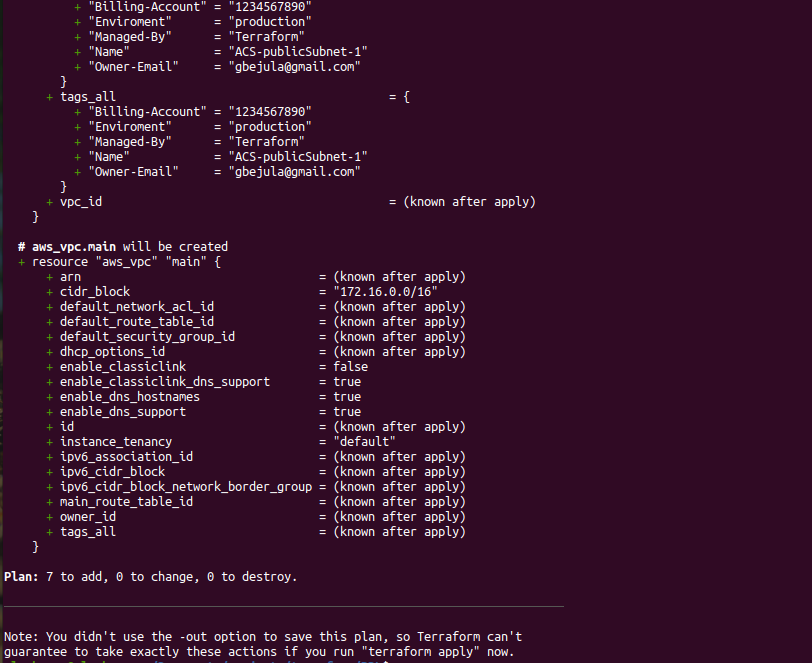 + "Billing-Account" = "1234567890"
+ "Enviroment"      = "production"
+ "Managed-By"      = "Terraform"
+ "Name"            = "ACS-publicSubnet-1"
+ "Owner-Email"     = "gbejula@gmail.com"
}
+ tags_all                                       = {
+ "Billing-Account" = "1234567890"
+ "Enviroment"      = "production"
+ "Managed-By"      = "Terraform"
+ "Name"            = "ACS-publicSubnet-1"
+ "Owner-Email"     = "gbejula@gmail.com"
}
+ vpc_id                                         = (known after apply)
}
# aws_vpc.main will be created
+ resource "aws_vpc" "main" {
+ arn                                  = (known after apply)
+ cidr_block                           = "172.16.0.0/16"
+ default_network_acl_id               = (known after apply)
+ default_route_table_id               = (known after apply)
+ default_security_group_id            = (known after apply)
+ dhcp_options_id                      = (known after apply)
+ enable_classiclink                   = false
+ enable_classiclink_dns_support       = true
+ enable_dns_hostnames                 = true
+ enable_dns_support                   = true
+ id                                   = (known after apply)
+ instance_tenancy                     = "default"
+ ipv6_association_id                  = (known after apply)
+ ipv6_cidr_block                      = (known after apply)
+ ipv6_cidr_block_network_border_group = (known after apply)
+ main_route_table_id                  = (known after apply)
+ owner_id                             = (known after apply)
+ tags_all                             = (known after apply)
}
Plan: 7 to add, 0 to change, 0 to destroy.
Note: You didn't use the -out option to save this plan, so Terraform can't
guarantee to take exactly these actions if you run "terraform apply" now.